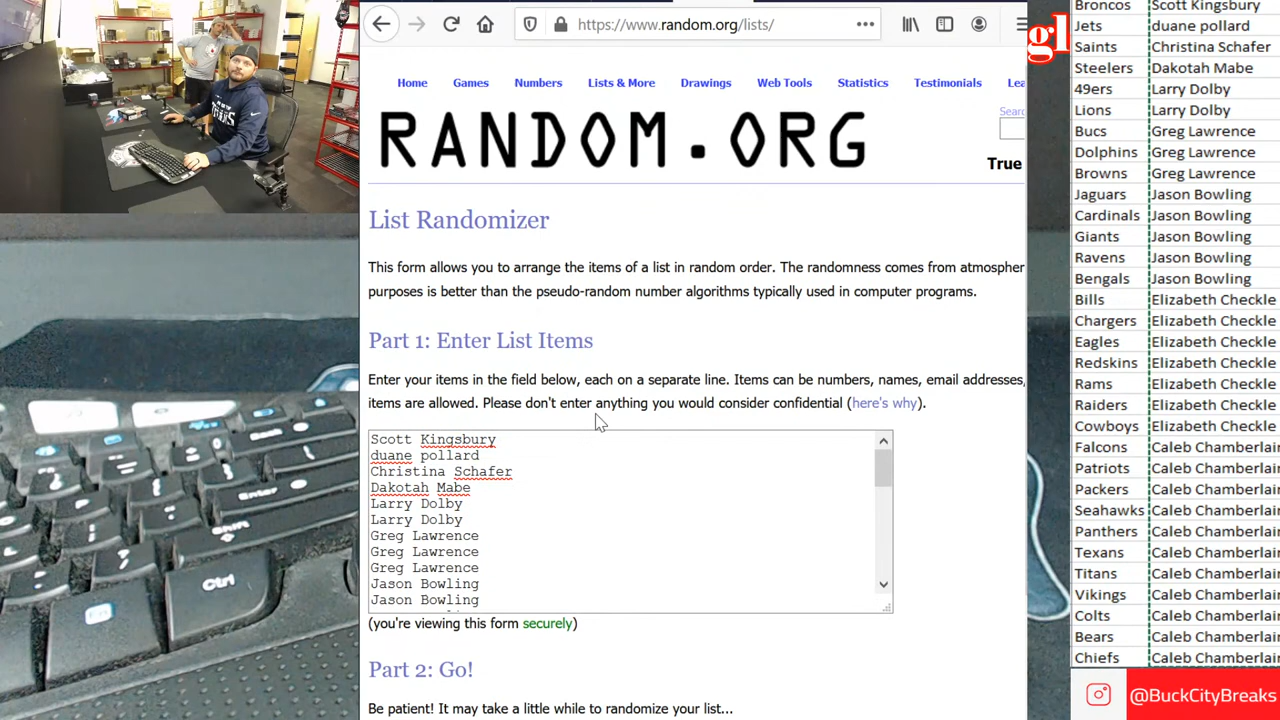 https://www.random.org/lists/
Home Games Numbers Lists & More Drawings Web Tools Statistics Testimonials Lea
Searc
RANDOM.ORG
True
List Randomizer
This form allows you to arrange the items of a list in random order. The randomness comes from atmospher
purposes is better than the pseudo-random number algorithms typically used in computer programs.
Part 1: Enter List Items
Enter your items in the field below, each on a separate line. Items can be numbers, names, email addresses,
items are allowed. Please don't enter anything you would consider confidential (here's why).
Scott Kingsbury
duane pollard
Christina Schafer
Dakotah Mabe
Larry Dolby
Larry Dolby
Greg Lawrence
Greg Lawrence
Greg Lawrence
Jason Bowling
Jason Bowling
(you're viewing this form securely)
Part 2: Go!
Be patient! It may take a little while to randomize your list...
gl
Broncos Scott Kingsbury
Jets duane pollard
Saints Christina Schafer
Steelers Dakotah Mabe
49ers Larry Dolby
Lions Larry Dolby
Bucs Greg Lawrence
Dolphins Greg Lawrence
Browns Greg Lawrence
Jaguars Jason Bowling
Cardinals Jason Bowling
Giants Jason Bowling
Ravens Jason Bowling
Bengals Jason Bowling
Bills Elizabeth Checkle
Chargers Elizabeth Checkle
Eagles Elizabeth Checkle
Redskins Elizabeth Checkle
Rams Elizabeth Checkle
Raiders Elizabeth Checkle
Cowboys Elizabeth Checkle
Falcons Caleb Chamberlain
Patriots Caleb Chamberlain
Packers Caleb Chamberlain
Seahawks Caleb Chamberlain
Panthers Caleb Chamberlain
Texans Caleb Chamberlain
Titans Caleb Chamberlain
Vikings Caleb Chamberlain
Colts Caleb Chamberlain
Bears Caleb Chamberlain
Chiefs Caleb Chamberlain
@BuckCityBreaks
Ctrl
Shift
Enter